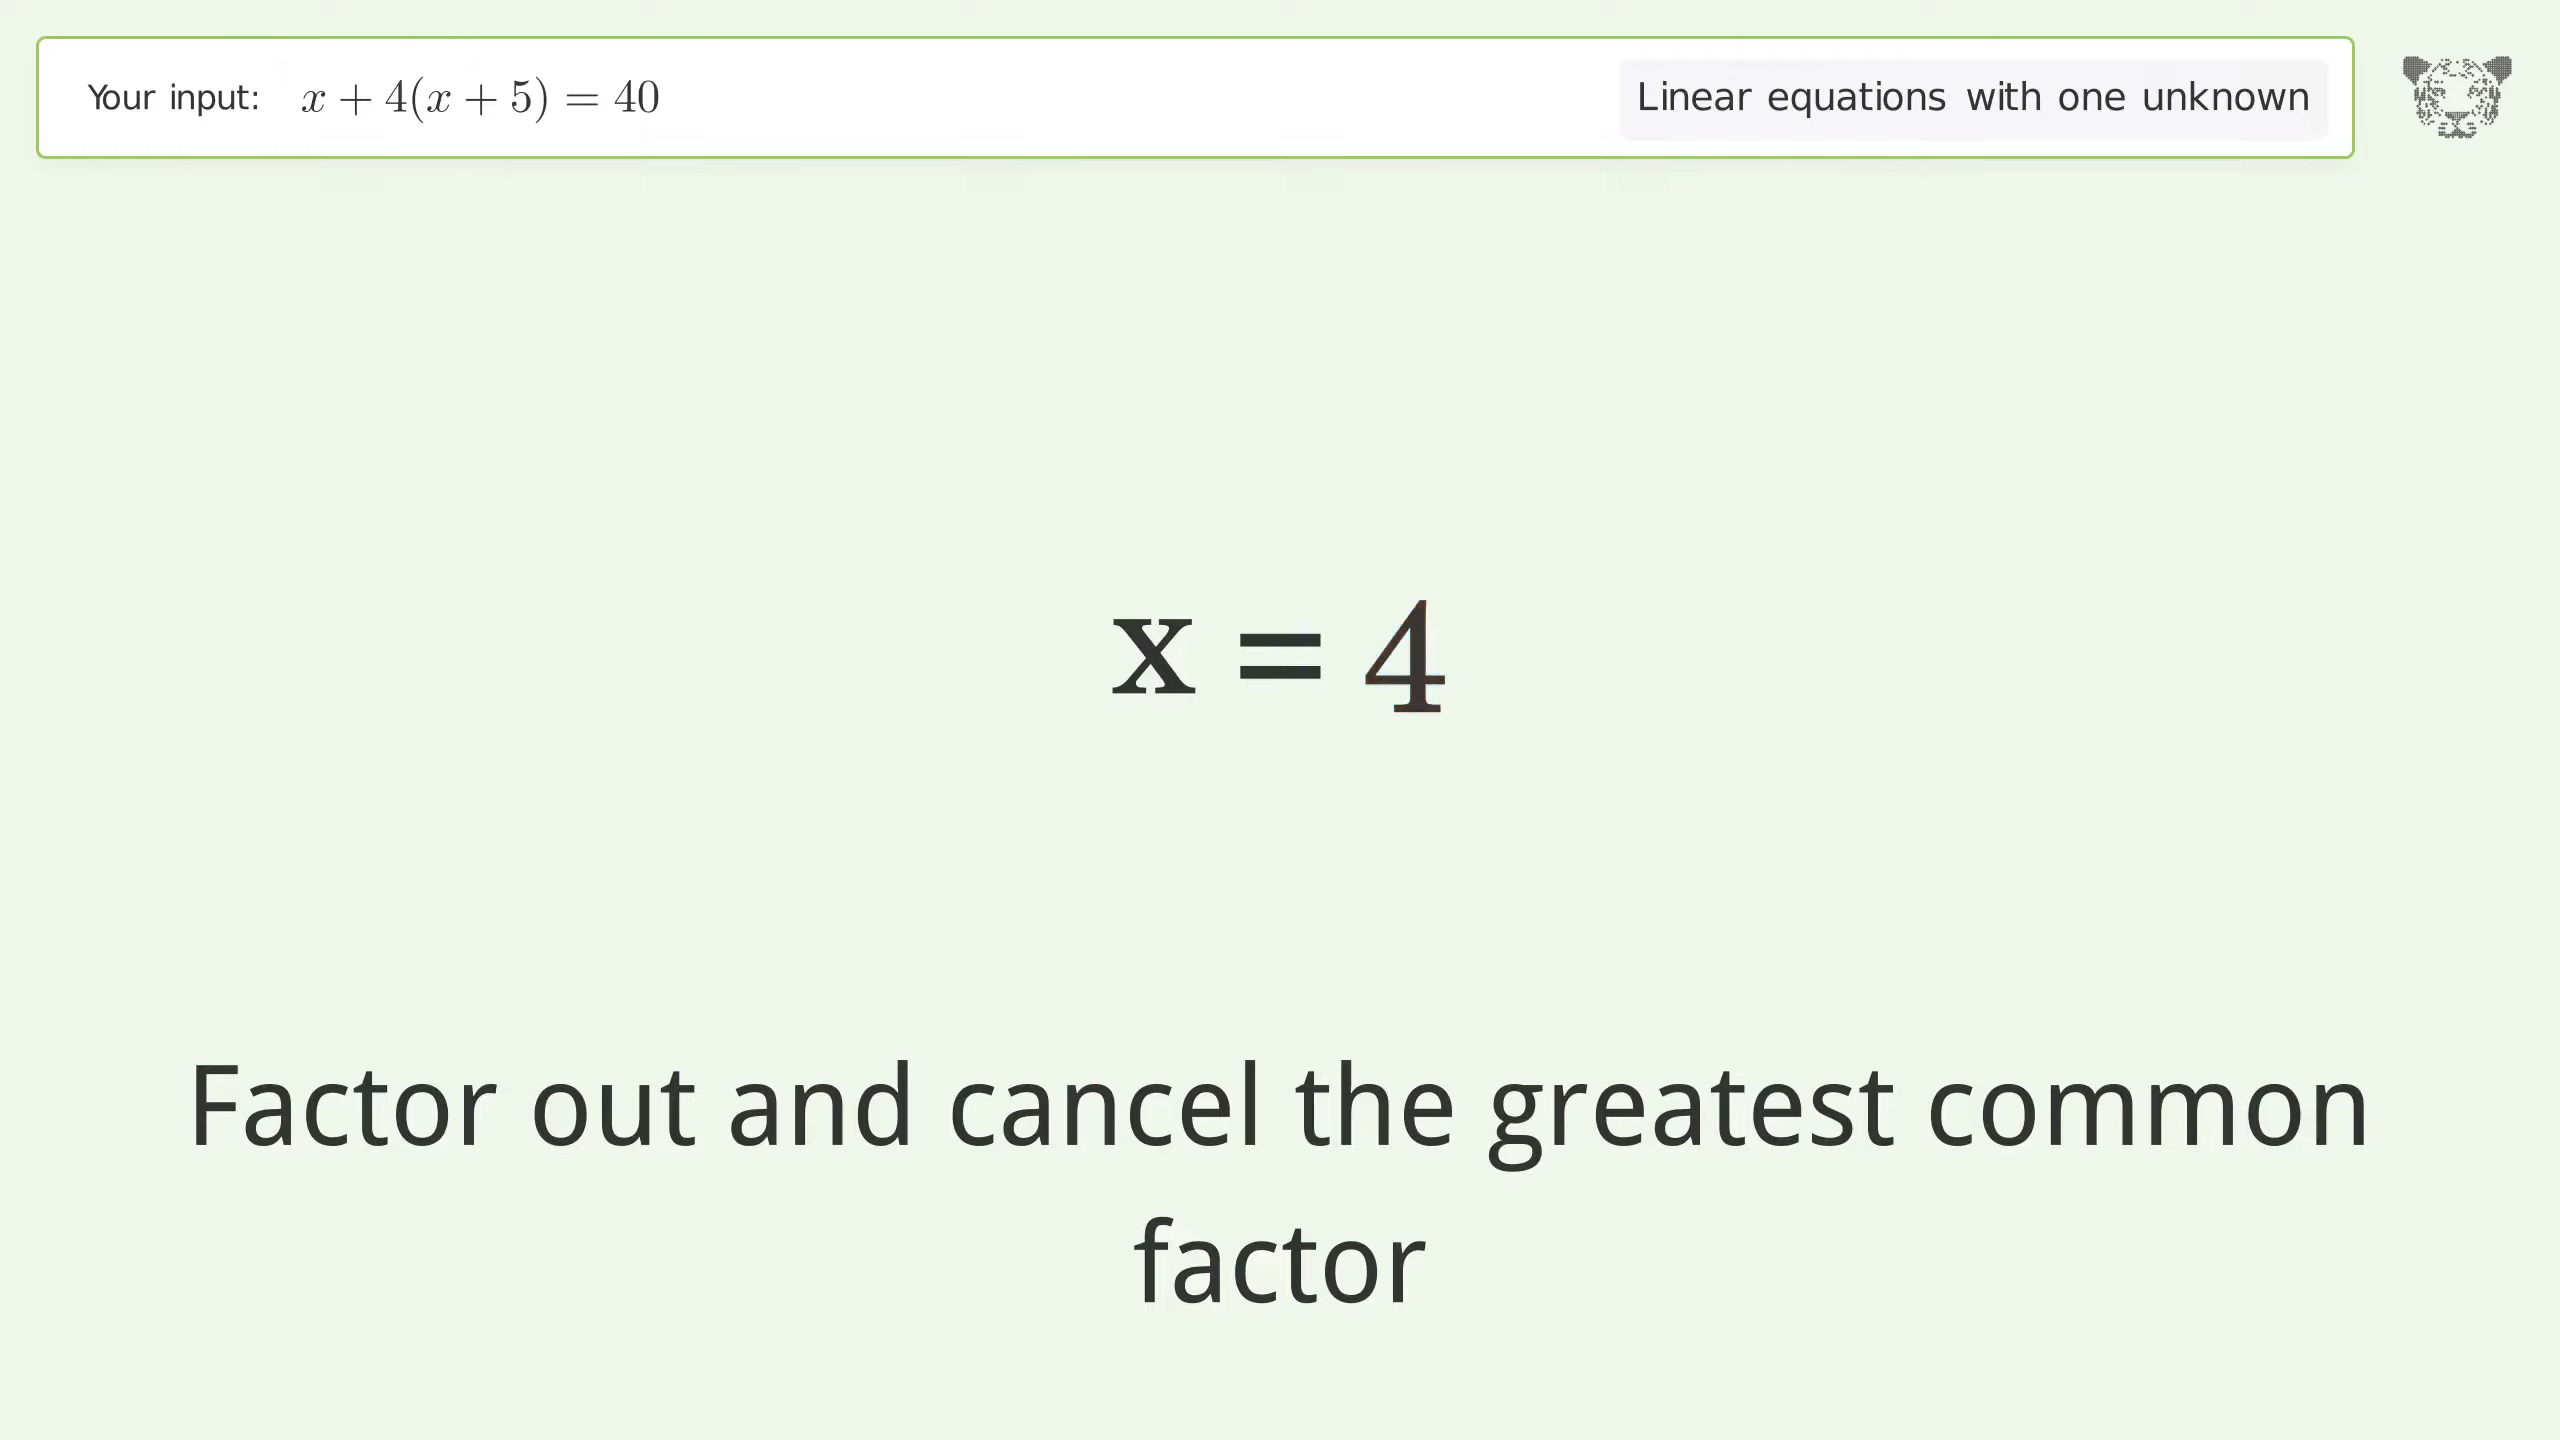 Your input: x + 4(x + 5) = 40 Linear equations with one unknown
x = 4
Factor out and cancel the greatest common
factor